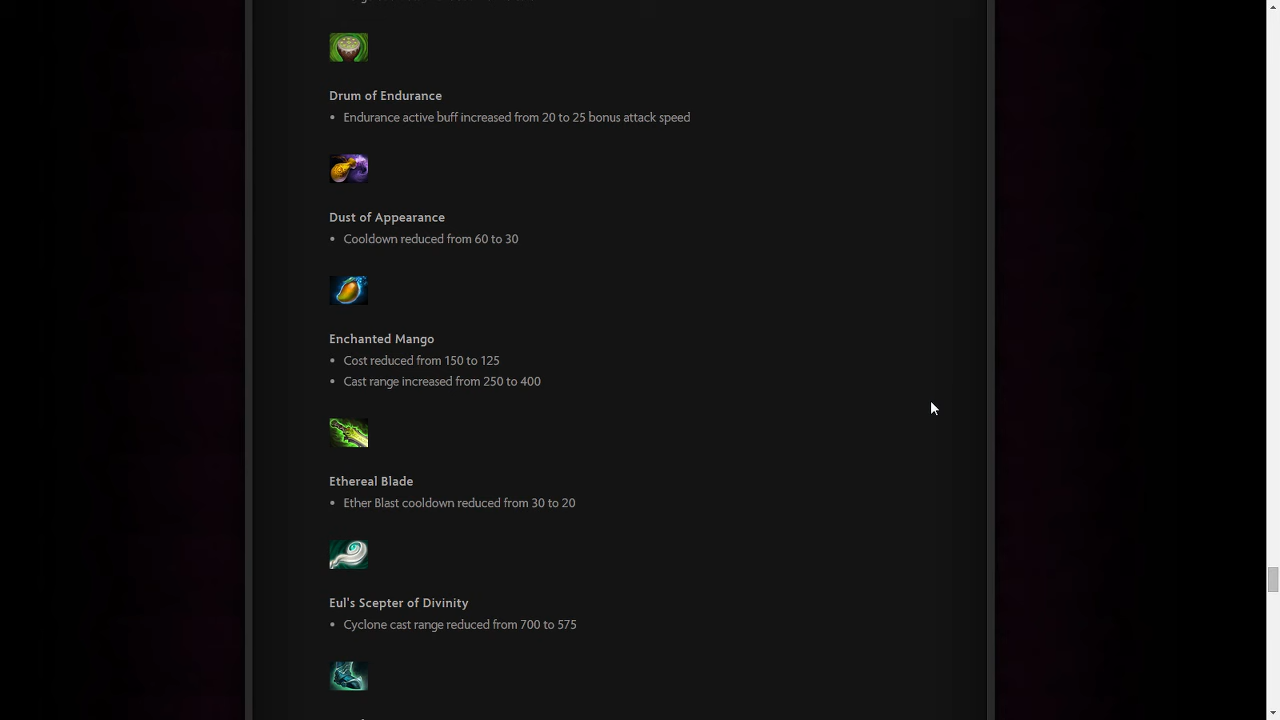 Drum of Endurance
• Endurance active buff increased from 20 to 25 bonus attack speed
Dust of Appearance
• Cooldown reduced from 60 to 30
Enchanted Mango
• Cost reduced from 150 to 125
• Cast range increased from 250 to 400
Ethereal Blade
• Ether Blast cooldown reduced from 30 to 20
Eul's Scepter of Divinity
• Cyclone cast range reduced from 700 to 575